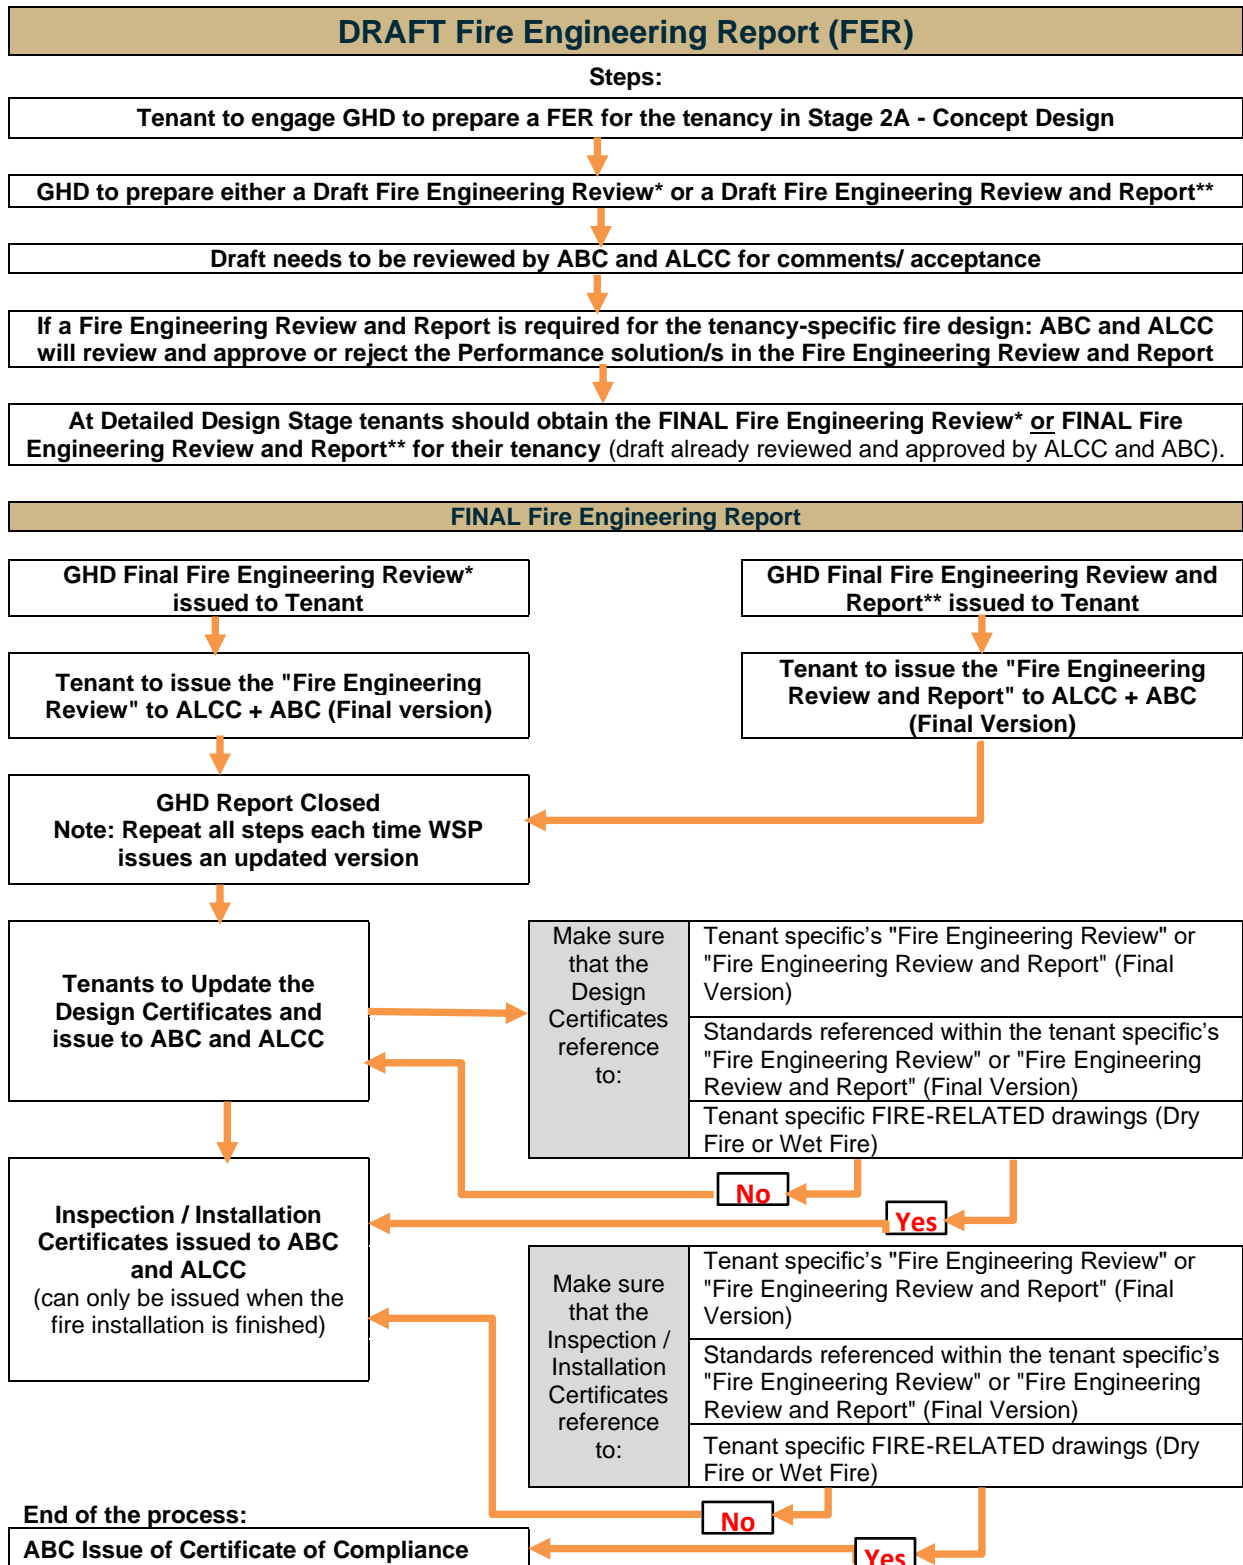 DRAFT Fire Engineering Report (FER)
Steps:
Tenant to engage GHD to prepare a FER for the tenancy in Stage 2A - Concept Design
GHD to prepare either a Draft Fire Engineering Review* or a Draft Fire Engineering Review and Report**
Draft needs to be reviewed by ABC and ALCC for comments/ acceptance
If a Fire Engineering Review and Report is required for the tenancy-specific fire design: ABC and ALCC
will review and approve or reject the Performance solution/s in the Fire Engineering Review and Report
At Detailed Design Stage tenants should obtain the FINAL Fire Engineering Review* or FINAL Fire
Engineering Review and Report** for their tenancy (draft already reviewed and approved by ALCC and ABC).
FINAL Fire Engineering Report
GHD Final Fire Engineering Review*
issued to Tenant
GHD Final Fire Engineering Review and
Report** issued to Tenant
Tenant to issue the "Fire Engineering
Review" to ALCC + ABC (Final version)
Tenant to issue the "Fire Engineering
Review and Report" to ALCC + ABC
(Final Version)
GHD Report Closed
Note: Repeat all steps each time WSP
issues an updated version
Tenants to Update the
Design Certificates and
issue to ABC and ALCC
Make sure
that the
Design
Certificates
reference
to:
Tenant specific's "Fire Engineering Review" or
"Fire Engineering Review and Report" (Final
Version)
Standards referenced within the tenant specific's
"Fire Engineering Review" or "Fire Engineering
Review and Report" (Final Version)
Tenant specific FIRE-RELATED drawings (Dry
Fire or Wet Fire)
No
Yes
Inspection / Installation
Certificates issued to ABC
and ALCC
(can only be issued when the
fire installation is finished)
Make sure
that the
Inspection /
Installation
Certificates
reference
to:
Tenant specific's "Fire Engineering Review" or
"Fire Engineering Review and Report" (Final
Version)
Standards referenced within the tenant specific's
"Fire Engineering Review" or "Fire Engineering
Review and Report" (Final Version)
Tenant specific FIRE-RELATED drawings (Dry
Fire or Wet Fire)
No
Yes
End of the process:
ABC Issue of Certificate of Compliance